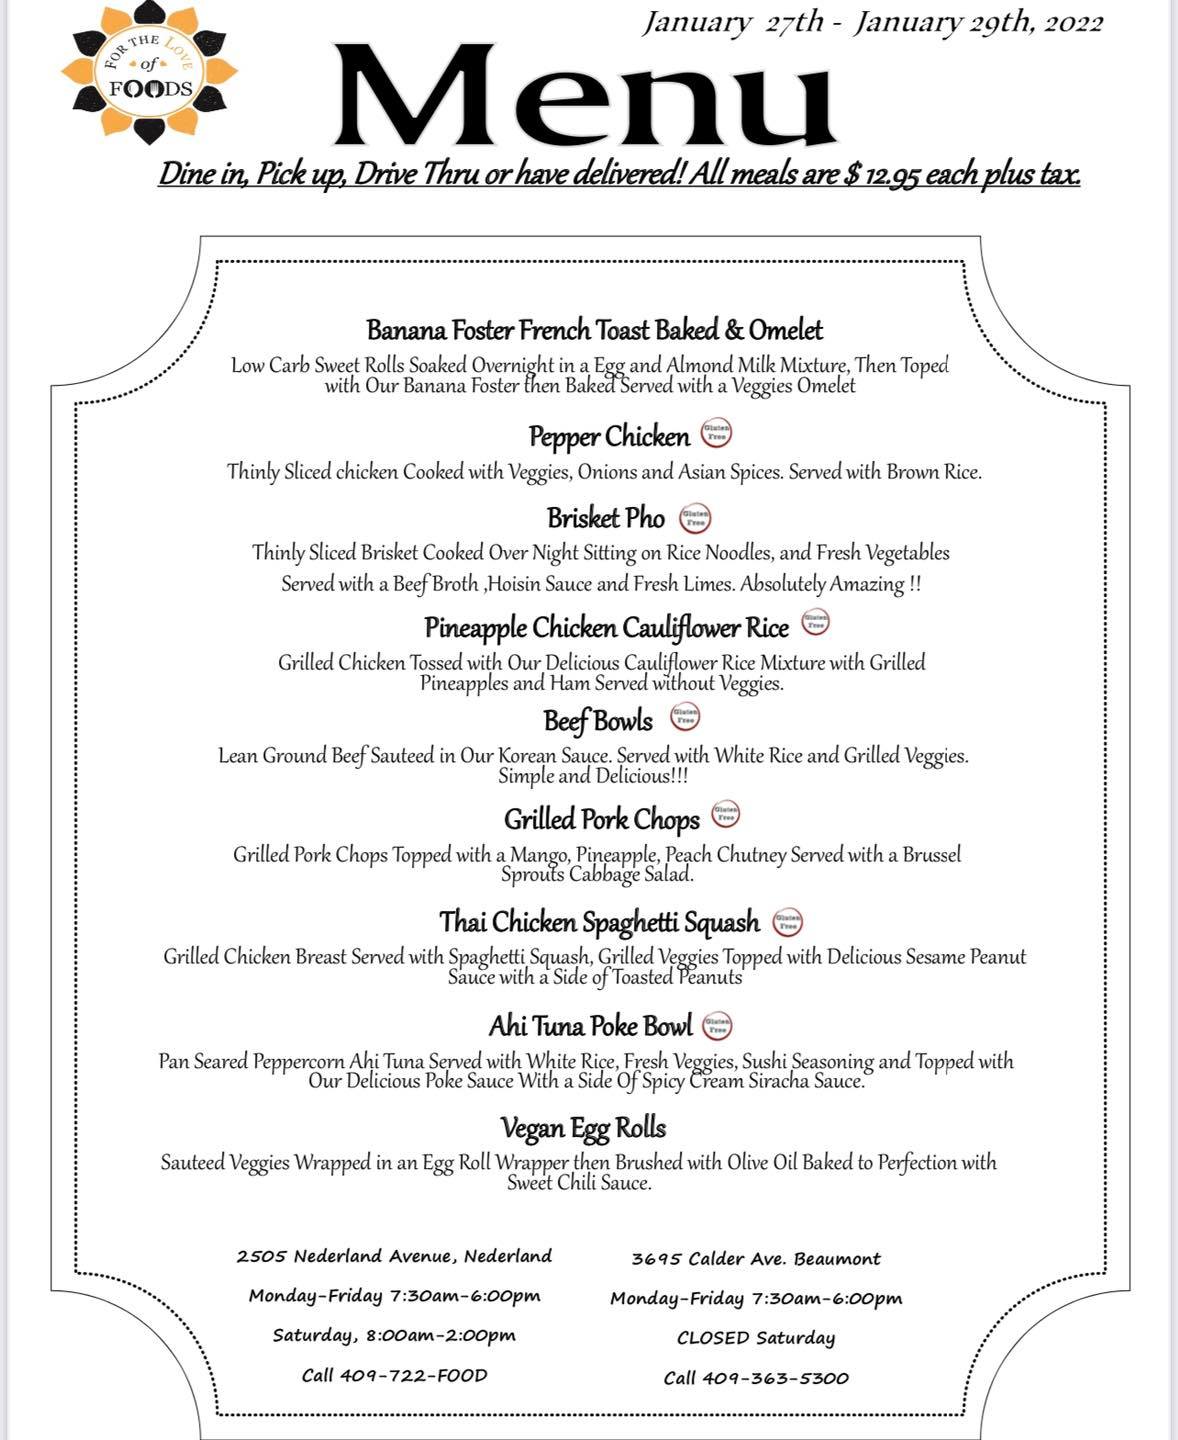 FOR THE LOVE
of
FOODS
January 27th - January 29th, 2022
Menu
Dine in, Pick up, Drive Thru or have delivered! All meals are $ 12.95 each plus tax.
Banana Foster French Toast Baked & Omelet
Low Carb Sweet Rolls Soaked Overnight in a Egg and Almond Milk Mixture, Then Toped
with Our Banana Foster then Baked Served with a Veggies Omelet
Pepper Chicken Gluten Free
Thinly Sliced chicken Cooked with Veggies, Onions and Asian Spices. Served with Brown Rice.
Brisket Pho Gluten Free
Thinly Sliced Brisket Cooked Over Night Sitting on Rice Noodles, and Fresh Vegetables
Served with a Beef Broth ,Hoisin Sauce and Fresh Limes. Absolutely Amazing !!
Pineapple Chicken Cauliflower Rice Gluten Free
Grilled Chicken Tossed with Our Delicious Cauliflower Rice Mixture with Grilled
Pineapples and Ham Served without Veggies.
Beef Bowls Gluten Free
Lean Ground Beef Sauteed in Our Korean Sauce. Served with White Rice and Grilled Veggies.
Simple and Delicious!!!
Grilled Pork Chops Gluten Free
Grilled Pork Chops Topped with a Mango, Pineapple, Peach Chutney Served with a Brussel
Sprouts Cabbage Salad.
Thai Chicken Spaghetti Squash Gluten Free
Grilled Chicken Breast Served with Spaghetti Squash, Grilled Veggies Topped with Delicious Sesame Peanut
Sauce with a Side of Toasted Peanuts
Ahi Tuna Poke Bowl Gluten Free
Pan Seared Peppercorn Ahi Tuna Served with White Rice, Fresh Veggies, Sushi Seasoning and Topped with
Our Delicious Poke Sauce With a Side Of Spicy Cream Siracha Sauce.
Vegan Egg Rolls
Sauteed Veggies Wrapped in an Egg Roll Wrapper then Brushed with Olive Oil Baked to Perfection with
Sweet Chili Sauce.
2505 Nederland Avenue, Nederland
Monday-Friday 7:30am-6:00pm
Saturday, 8:00am-2:00pm
Call 409-722-FOOD
3695 Calder Ave. Beaumont
Monday-Friday 7:30am-6:00pm
CLOSED Saturday
Call 409-363-5300